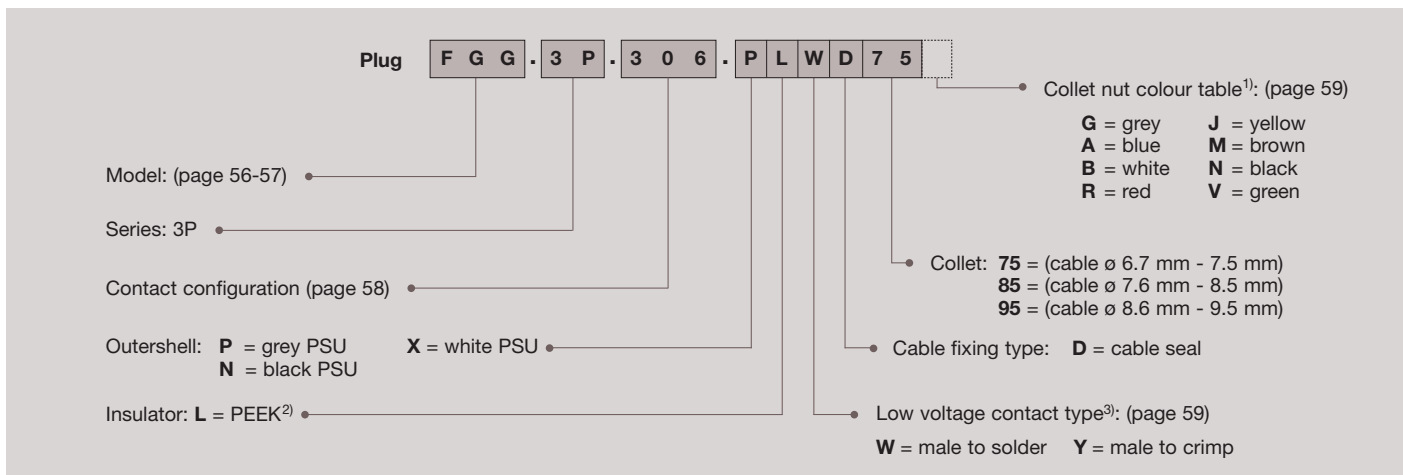 Plug F G G . 3 P . 3 0 6 . P L W D 7 5
Collet nut colour table1): (page 59)
G = grey J = yellow
A = blue M = brown
B = white N = black
R = red V = green
Model: (page 56-57)
Series: 3P
Collet: 75 = (cable ø 6.7 mm - 7.5 mm)
85 = (cable ø 7.6 mm - 8.5 mm)
95 = (cable ø 8.6 mm - 9.5 mm)
Contact configuration (page 58)
Outershell: P = grey PSU X = white PSU
N = black PSU
Cable fixing type: D = cable seal
Insulator: L = PEEK2)
Low voltage contact type3): (page 59)
W = male to solder Y = male to crimp